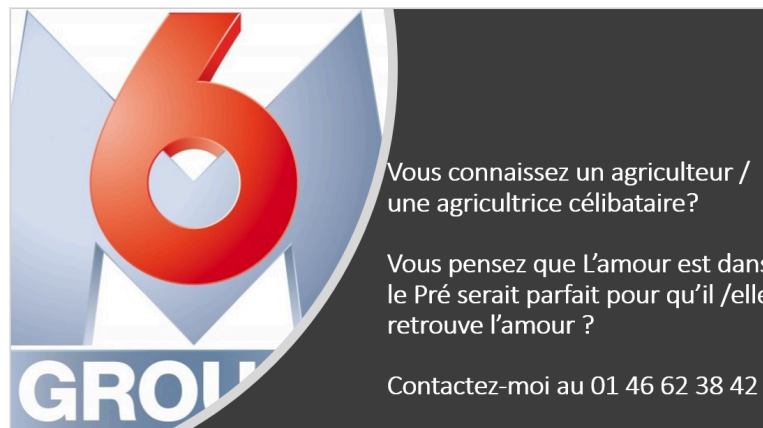 M6
GROU
Vous connaissez un agriculteur /
une agricultrice célibataire?
Vous pensez que L’amour est dans
le Pré serait parfait pour qu’il /elle
retrouve l’amour ?
Contactez-moi au 01 46 62 38 42